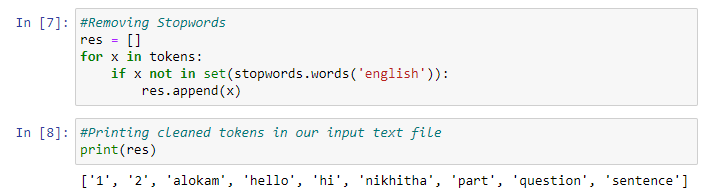 In [7]: #Removing Stopwords
res = []
for x in tokens:
    if x not in set(stopwords.words('english')):
        res.append(x)
In [8]: #Printing cleaned tokens in our input text file
print(res)
['1', '2', 'alokam', 'hello', 'hi', 'nikhitha', 'part', 'question', 'sentence']